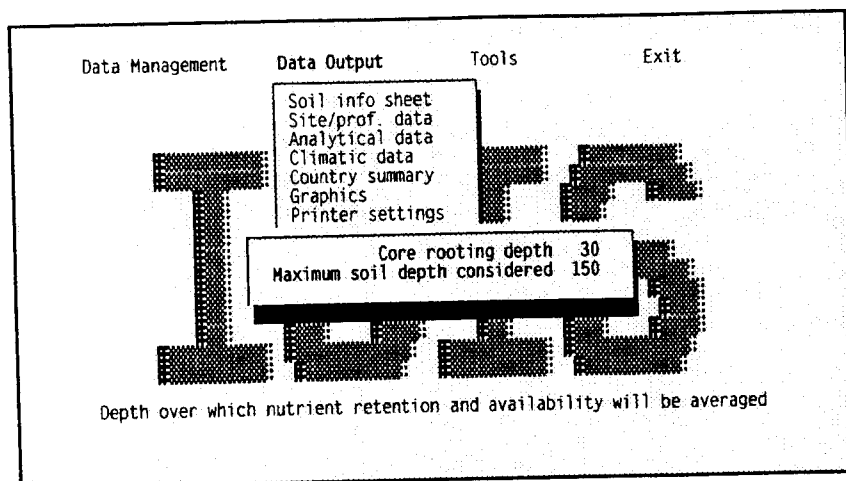 Data Management Data Output Tools Exit
Soil info sheet
Site/prof. data
Analytical data
Climatic data
Country summary
Graphics
Printer settings
Core rooting depth 30
Maximum soil depth considered 150
Depth over which nutrient retention and availability will be averaged